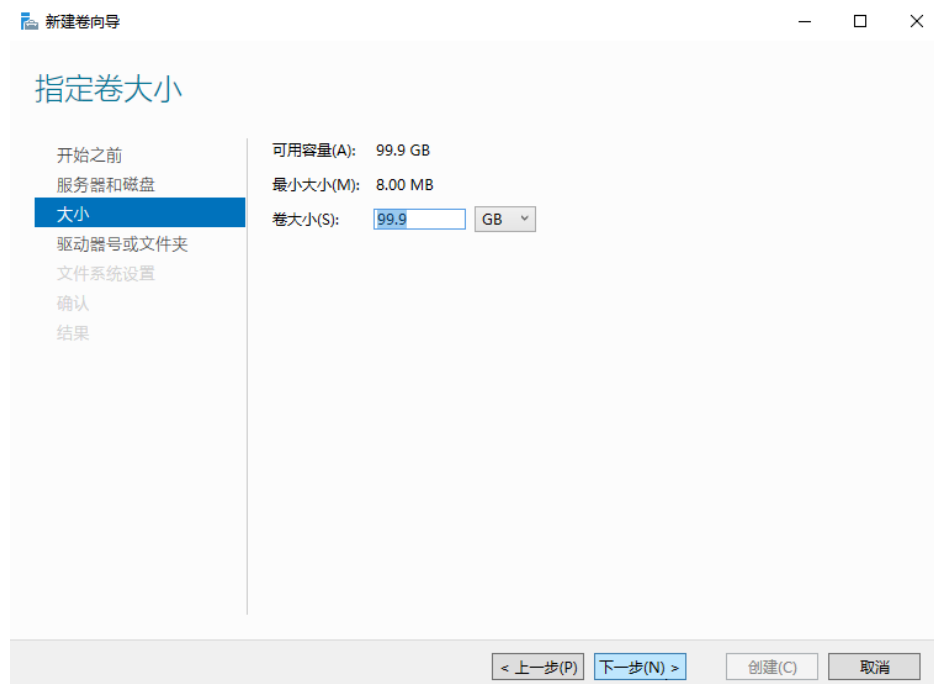 新建卷向导
指定卷大小
开始之前
服务器和磁盘
大小
驱动器号或文件夹
文件系统设置
确认
结果
可用容量(A): 99.9 GB
最小大小(M): 8.00 MB
卷大小(S): 99.9 GB
< 上一步(P) 下一步(N) > 创建(C) 取消